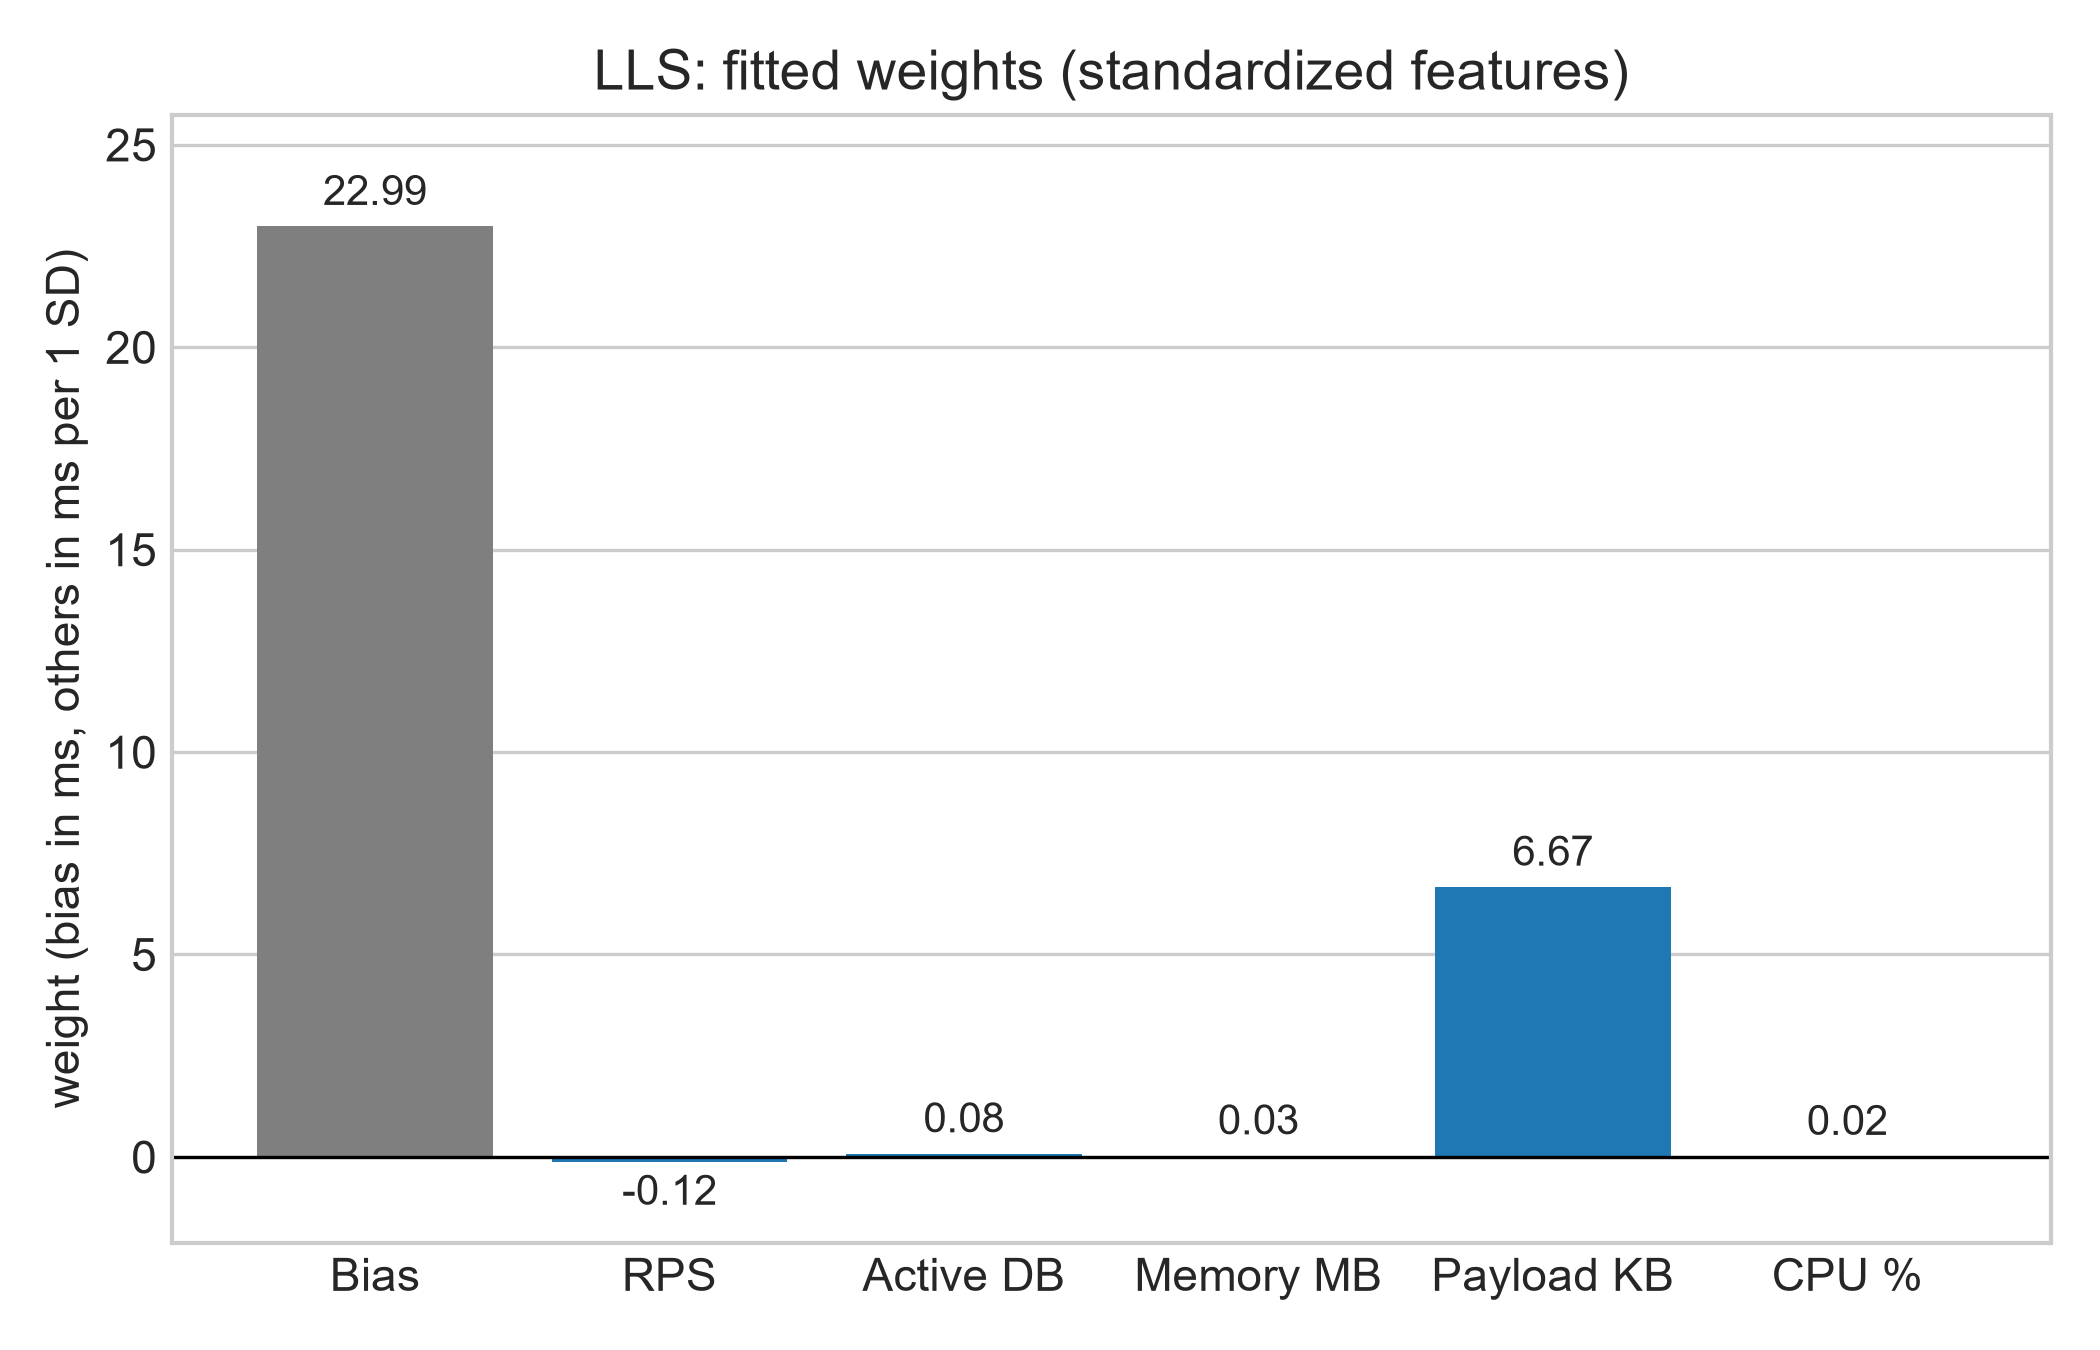 LLS: fitted weights (standardized features)
weight (bias in ms, others in ms per 1 SD)
25
20
15
10
5
0
22.99
-0.12
0.08
0.03
6.67
0.02
Bias
RPS
Active DB
Memory MB
Payload KB
CPU %